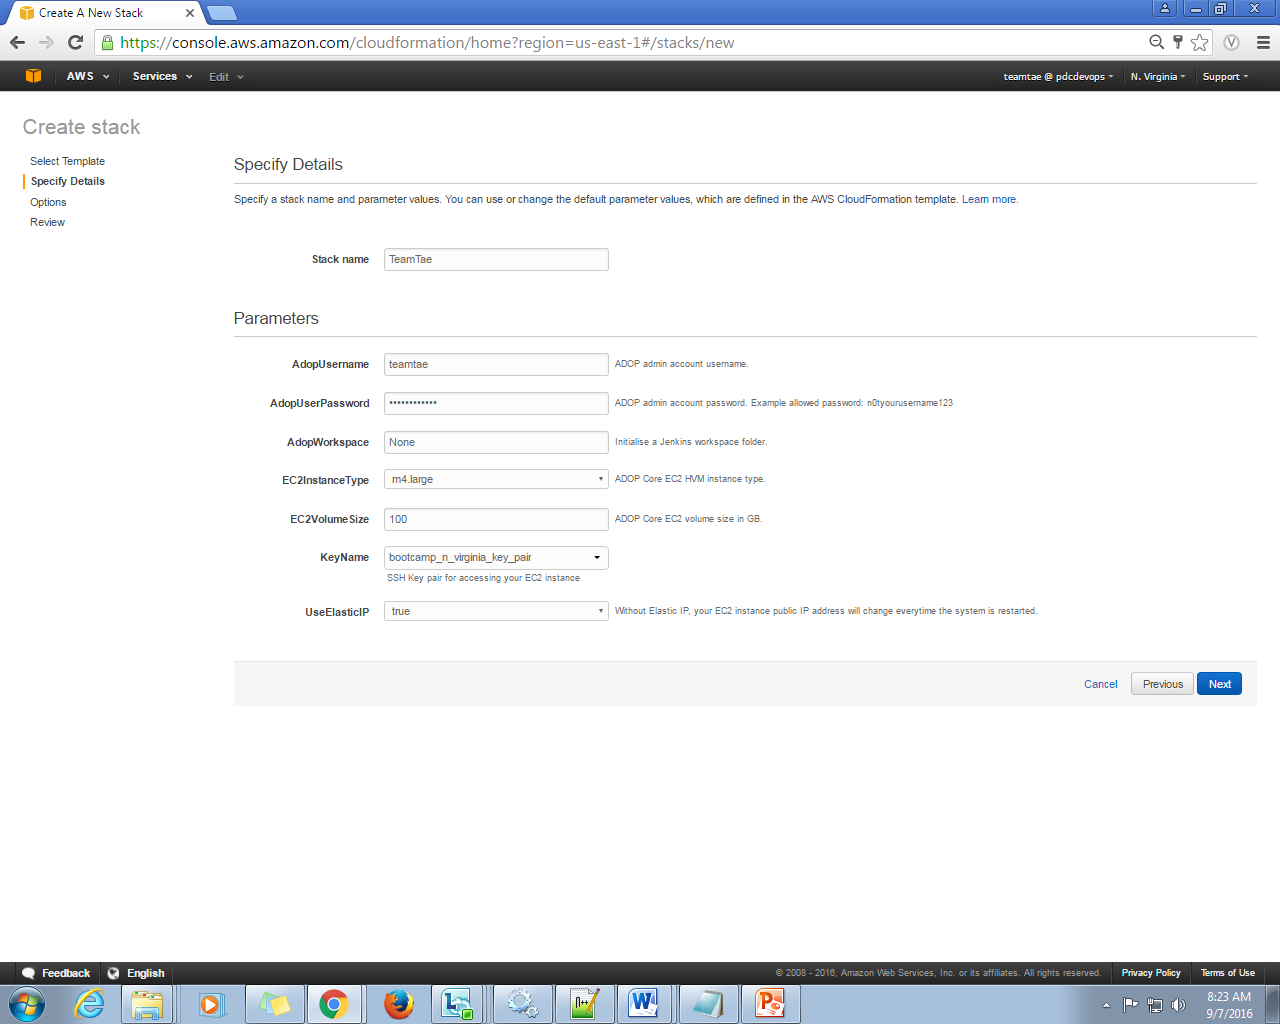 Create A New Stack
https://console.aws.amazon.com/cloudformation/home?region=us-east-1#/stacks/new
AWS Services Edit teamtae @ pdcdevops N. Virginia Support
Create stack
Select Template
Specify Details
Options
Review
Specify Details
Specify a stack name and parameter values. You can use or change the default parameter values, which are defined in the AWS CloudFormation template. Learn more.
Stack name TeamTae
Parameters
AdopUsername teamtae ADOP admin account username.
AdopUserPassword •••••••••••• ADOP admin account password. Example allowed password: n0tyourusername123
AdopWorkspace None Initialise a Jenkins workspace folder.
EC2InstanceType m4.large ADOP Core EC2 HVM instance type.
EC2VolumeSize 100 ADOP Core EC2 volume size in GB.
KeyName bootcamp_n_virginia_key_pair
SSH Key pair for accessing your EC2 instance
UseElasticIP true Without Elastic IP, your EC2 instance public IP address will change everytime the system is restarted.
Cancel Previous Next
Feedback English © 2008 - 2016, Amazon Web Services, Inc. or its affiliates. All rights reserved. Privacy Policy Terms of Use
8:23 AM
9/7/2016